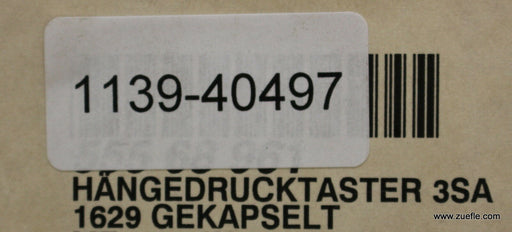 1139-40497
HÄNGEDRUCKTASTER 3SA
1629 GEKAPSELT
www.zuefle.com